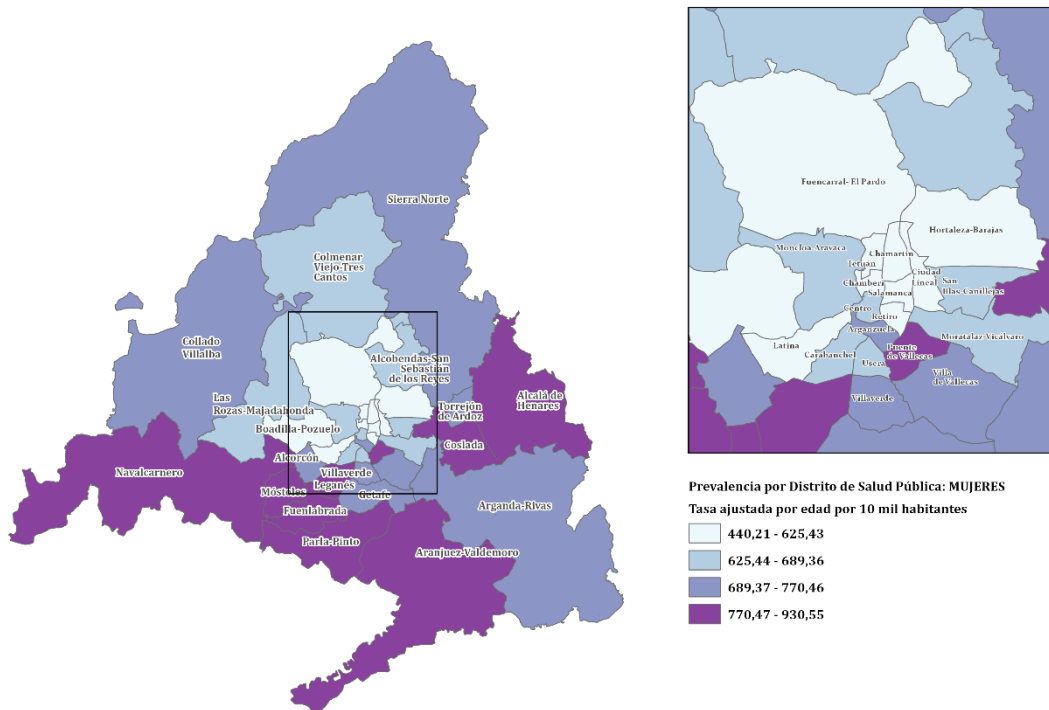 Sierra Norte
Colmenar
Viejo-Tres
Cantos
Collado
Villalba
Alcobendas-San
Sebastián
de los Reyes
Las
Rozas-Majadahonda
Alcalá de
Henares
Torrejón
de Ardoz
Boadilla-Pozuelo
Coslada
Alcorcón
Navalcarnero
Villaverde
Leganés
Móstoles
Getafe
Arganda-Rivas
Fuenlabrada
Parla-Pinto
Aranjuez-Valdemoro
Fuencarral- El Pardo
Hortaleza-Barajas
Moncloa-Aravaca
Chamartín
Tetuán
Ciudad
Lineal
Chamberí
Salamanca
San
Blas-Canillejas
Centro
Retiro
Arganzuela
Moratalaz-Vicálvaro
Latina
Carabanchel
Puente
de Vallecas
Usera
Villa
de Vallecas
Villaverde
Prevalencia por Distrito de Salud Pública: MUJERES
Tasa ajustada por edad por 10 mil habitantes
440,21 - 625,43
625,44 - 689,36
689,37 - 770,46
770,47 - 930,55